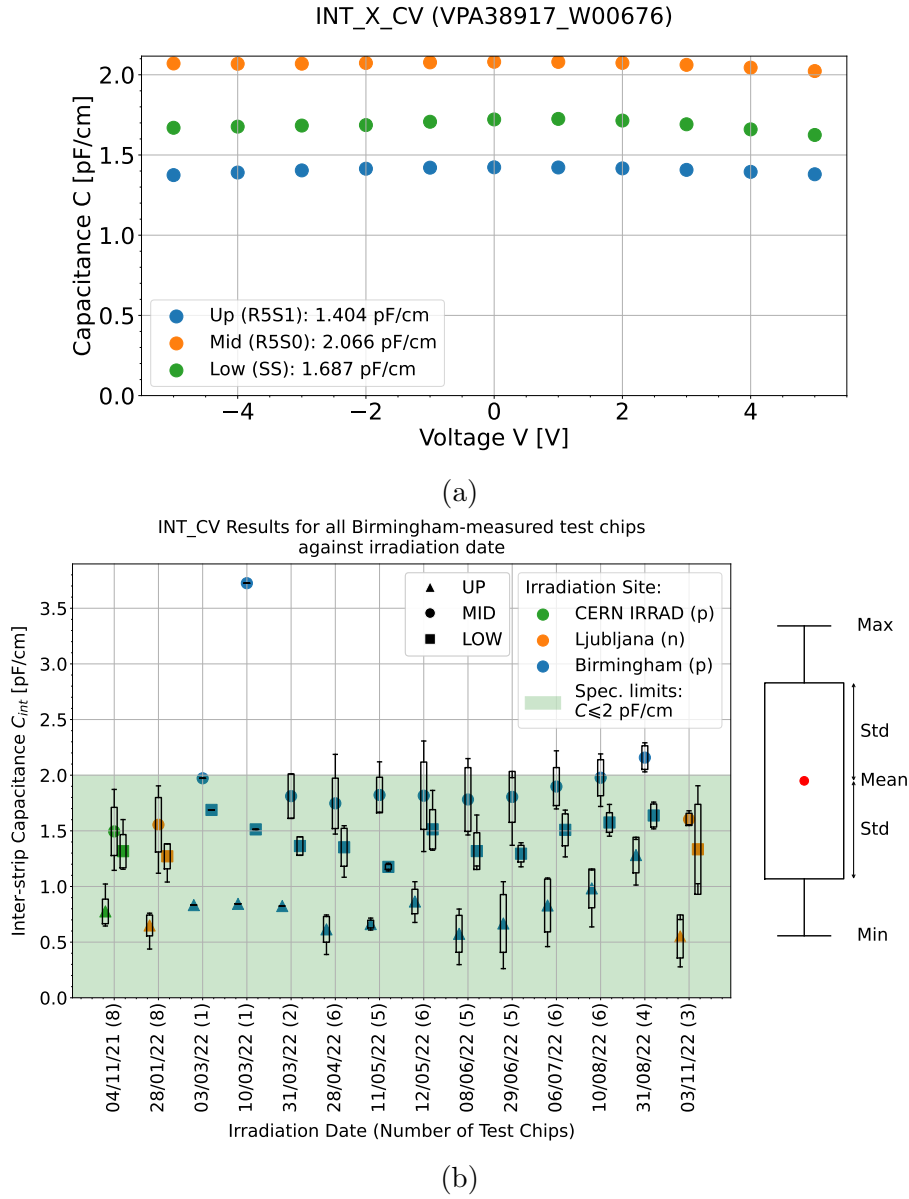 INT_X_CV (VPA38917_W00676)
Capacitance C [pF/cm]
2.0
1.5
1.0
0.5
0.0
Up (R5S1): 1.404 pF/cm
Mid (R5S0): 2.066 pF/cm
Low (SS): 1.687 pF/cm
−4 −2 0 2 4
Voltage V [V]
(a)
INT_CV Results for all Birmingham-measured test chips
against irradiation date
Inter-strip Capacitance C_int [pF/cm]
3.5
3.0
2.5
2.0
1.5
1.0
0.5
0.0
UP
MID
LOW
Irradiation Site:
CERN IRRAD (p)
Ljubljana (n)
Birmingham (p)
Spec. limits:
C⩽2 pF/cm
Max
Std
Mean
Std
Min
04/11/21 (8)
28/01/22 (8)
03/03/22 (1)
10/03/22 (1)
31/03/22 (2)
28/04/22 (6)
11/05/22 (5)
12/05/22 (6)
08/06/22 (5)
29/06/22 (5)
06/07/22 (6)
10/08/22 (6)
31/08/22 (4)
03/11/22 (3)
Irradiation Date (Number of Test Chips)
(b)